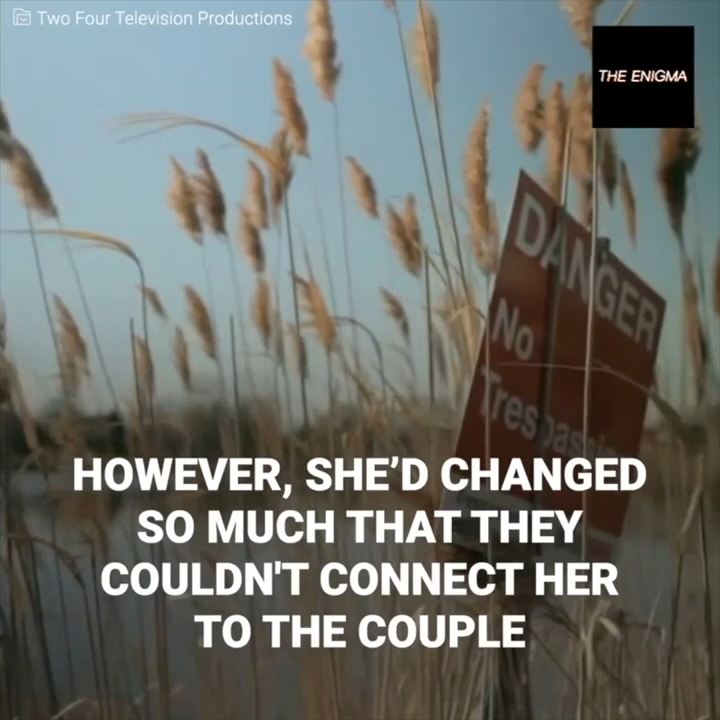 Two Four Television Productions
THE ENIGMA
DANGER
No
Trespassing
HOWEVER, SHE’D CHANGED
SO MUCH THAT THEY
COULDN'T CONNECT HER
TO THE COUPLE